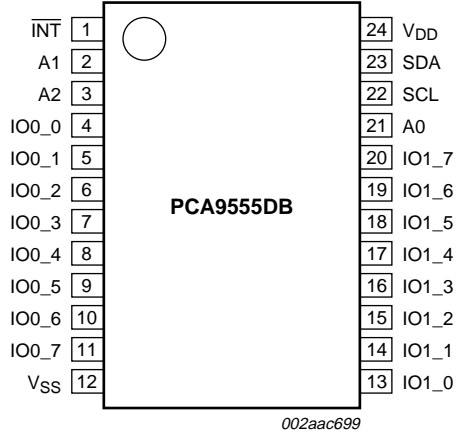 INT 1
A1 2
A2 3
IO0_0 4
IO0_1 5
IO0_2 6
IO0_3 7
IO0_4 8
IO0_5 9
IO0_6 10
IO0_7 11
VSS 12
PCA9555DB
24 VDD
23 SDA
22 SCL
21 A0
20 IO1_7
19 IO1_6
18 IO1_5
17 IO1_4
16 IO1_3
15 IO1_2
14 IO1_1
13 IO1_0
002aac699